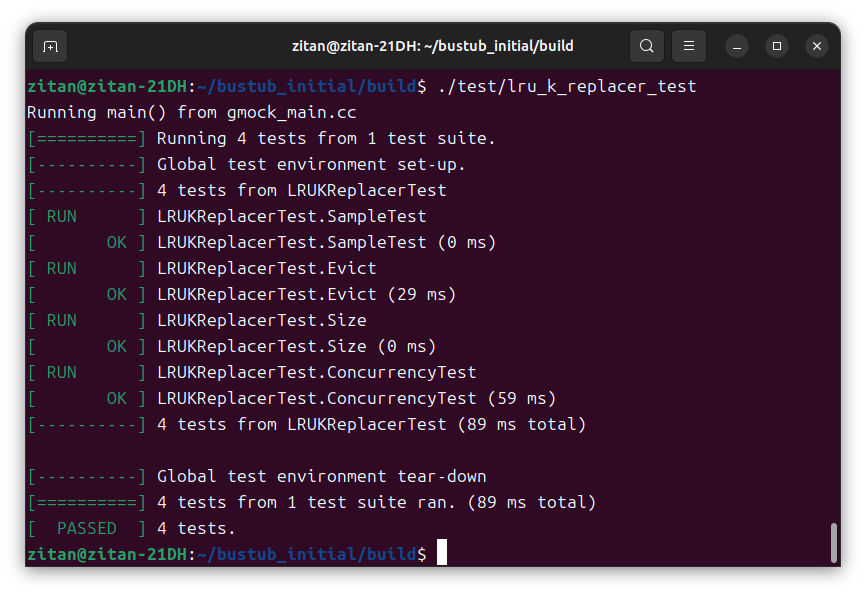 zitan@zitan-21DH: ~/bustub_initial/build
zitan@zitan-21DH:~/bustub_initial/build$ ./test/lru_k_replacer_test
Running main() from gmock_main.cc
[==========] Running 4 tests from 1 test suite.
[----------] Global test environment set-up.
[----------] 4 tests from LRUKReplacerTest
[ RUN      ] LRUKReplacerTest.SampleTest
[       OK ] LRUKReplacerTest.SampleTest (0 ms)
[ RUN      ] LRUKReplacerTest.Evict
[       OK ] LRUKReplacerTest.Evict (29 ms)
[ RUN      ] LRUKReplacerTest.Size
[       OK ] LRUKReplacerTest.Size (0 ms)
[ RUN      ] LRUKReplacerTest.ConcurrencyTest
[       OK ] LRUKReplacerTest.ConcurrencyTest (59 ms)
[----------] 4 tests from LRUKReplacerTest (89 ms total)
[----------] Global test environment tear-down
[==========] 4 tests from 1 test suite ran. (89 ms total)
[  PASSED  ] 4 tests.
zitan@zitan-21DH:~/bustub_initial/build$